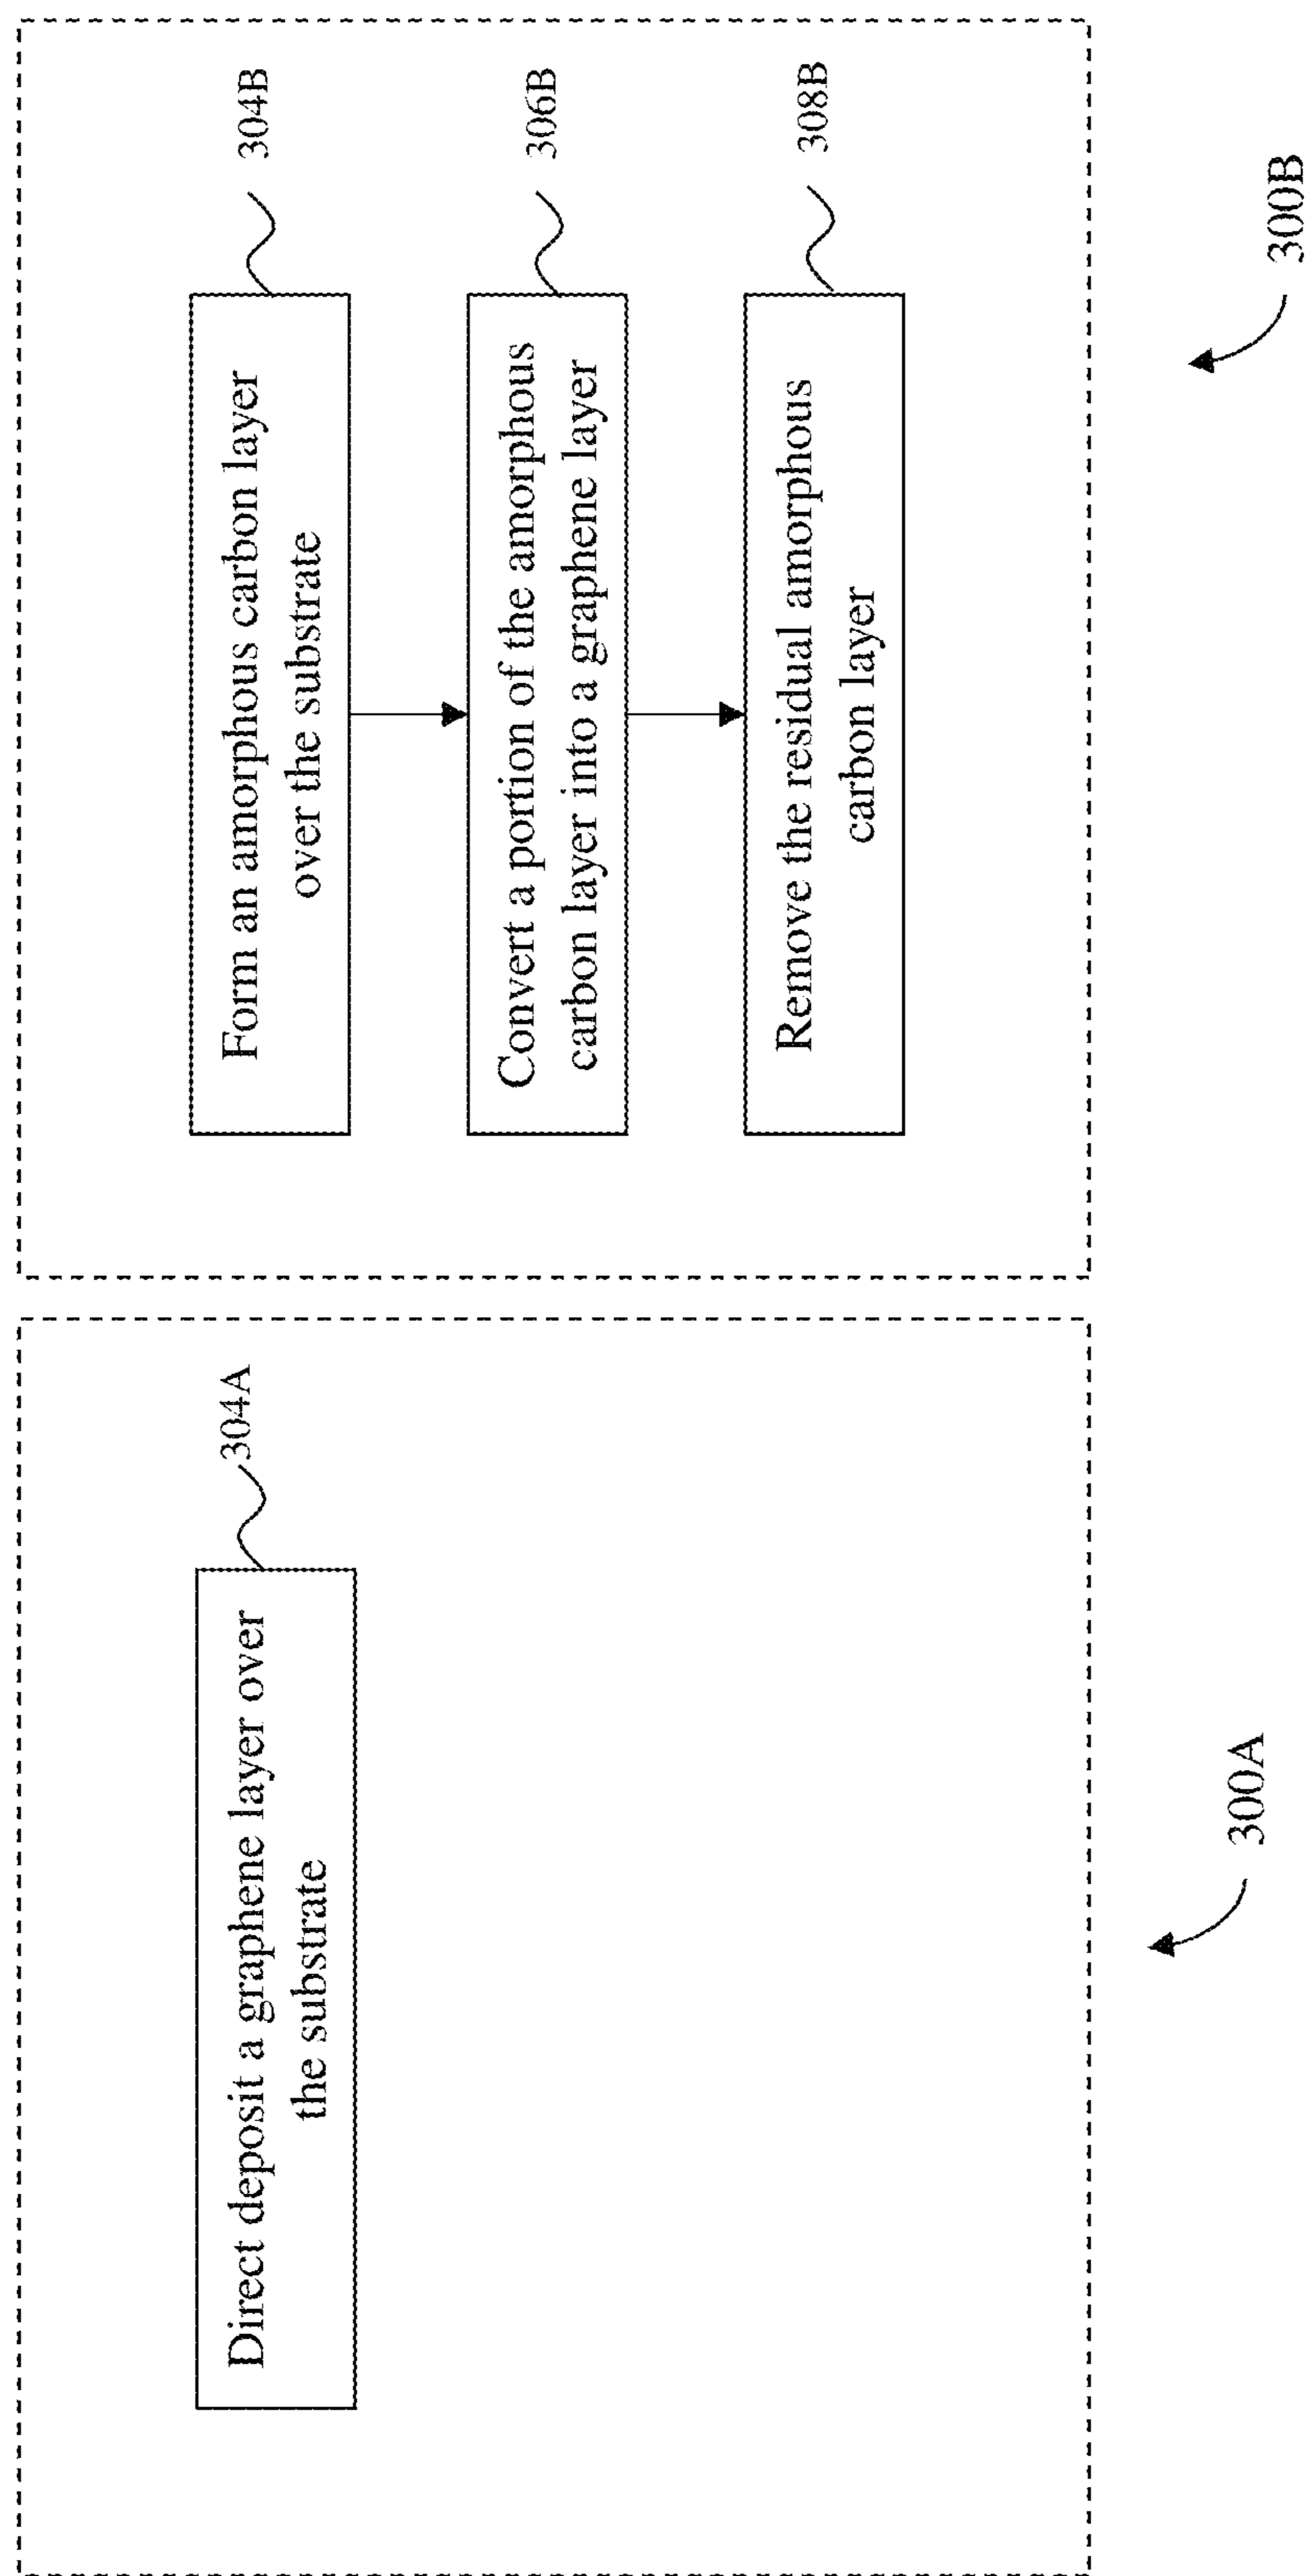 Direct deposit a graphene layer over
the substrate
304A
300A
Form an amorphous carbon layer
over the substrate
304B
Convert a portion of the amorphous
carbon layer into a graphene layer
306B
Remove the residual amorphous
carbon layer
308B
300B